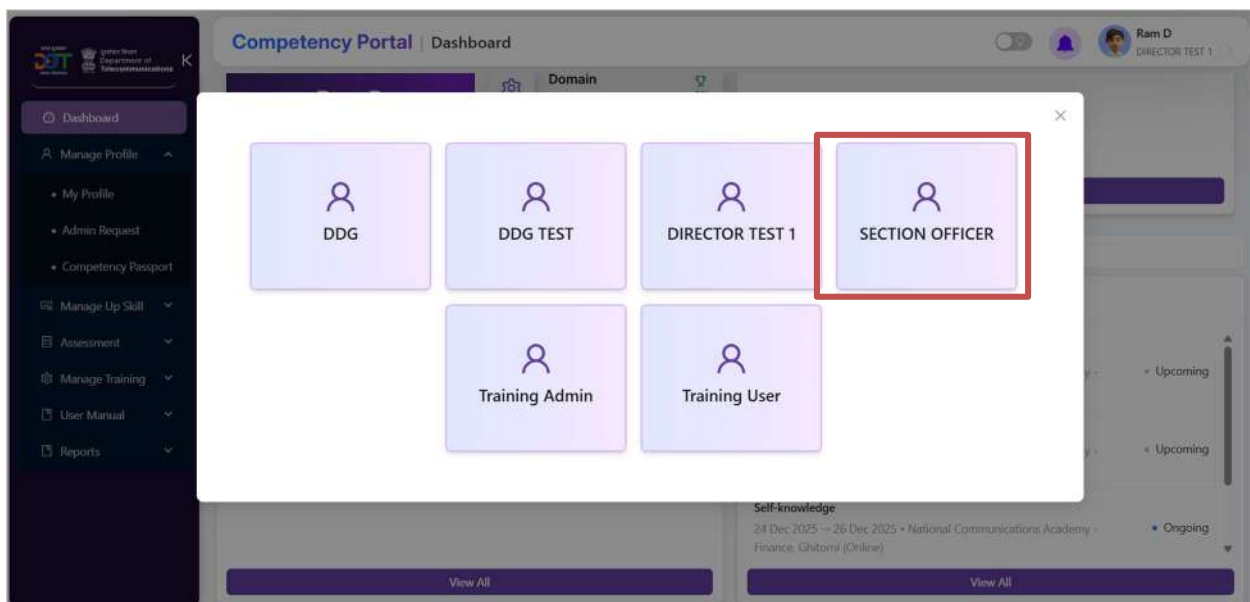 Department of
Telecommunications
Competency Portal | Dashboard
Ram D
DIRECTOR TEST 1
Dashboard
Manage Profile
• My Profile
• Admin Request
• Competency Passport
Manage Up Skill
Assessment
Manage Training
User Manual
Reports
Domain
DDG
DDG TEST
DIRECTOR TEST 1
SECTION OFFICER
Training Admin
Training User
Upcoming
Upcoming
Self-knowledge
24 Dec 2025 → 26 Dec 2025 • National Communications Academy -
Finance, Ghitorni (Online)
Ongoing
View All
View All